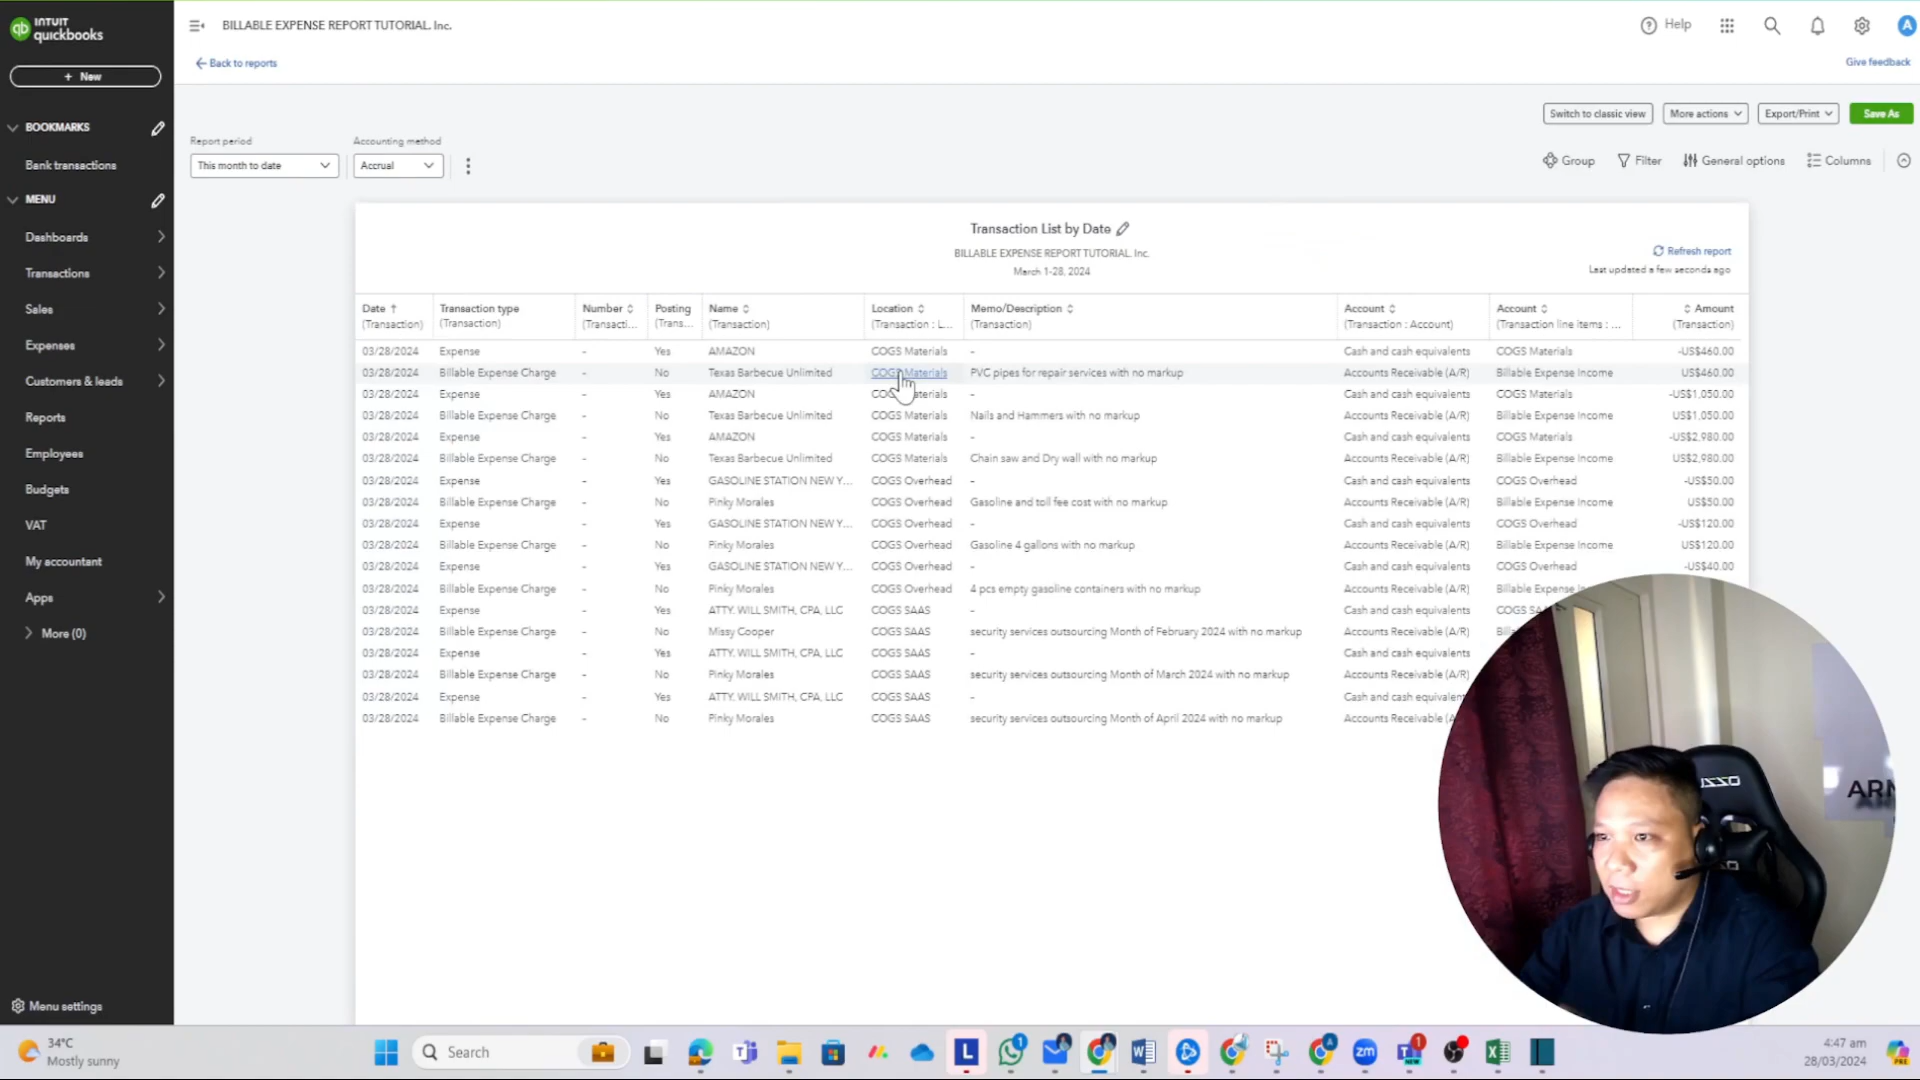 INTUIT
quickbooks
BILLABLE EXPENSE REPORT TUTORIAL. Inc.
Help
A
+ New
Back to reports
Give feedback
BOOKMARKS
Bank transactions
MENU
Dashboards
Transactions
Sales
Expenses
Customers & leads
Reports
Employees
Budgets
VAT
My accountant
Apps
More (0)
Menu settings
Switch to classic view More actions Export/Print Save As
Report period Accounting method
This month to date Accrual
Group Filter General options Columns
Transaction List by Date
BILLABLE EXPENSE REPORT TUTORIAL. Inc.
March 1-28, 2024
Refresh report
Last updated a few seconds ago
Date Transaction type Number Posting Name Location Memo/Description Account Account Amount
(Transaction) (Transaction) (Transacti... (Trans... (Transaction) (Transaction : L... (Transaction) (Transaction : Account) (Transaction line items : ... (Transaction)
03/28/2024 Expense - Yes AMAZON COGS Materials - Cash and cash equivalents COGS Materials -US$460.00
03/28/2024 Billable Expense Charge - No Texas Barbecue Unlimited COGS Materials PVC pipes for repair services with no markup Accounts Receivable (A/R) Billable Expense Income US$460.00
03/28/2024 Expense - Yes AMAZON COGS Materials - Cash and cash equivalents COGS Materials -US$1,050.00
03/28/2024 Billable Expense Charge - No Texas Barbecue Unlimited COGS Materials Nails and Hammers with no markup Accounts Receivable (A/R) Billable Expense Income US$1,050.00
03/28/2024 Expense - Yes AMAZON COGS Materials - Cash and cash equivalents COGS Materials -US$2,980.00
03/28/2024 Billable Expense Charge - No Texas Barbecue Unlimited COGS Materials Chain saw and Dry wall with no markup Accounts Receivable (A/R) Billable Expense Income US$2,980.00
03/28/2024 Expense - Yes GASOLINE STATION NEW Y... COGS Overhead - Cash and cash equivalents COGS Overhead -US$50.00
03/28/2024 Billable Expense Charge - No Pinky Morales COGS Overhead Gasoline and toll fee cost with no markup Accounts Receivable (A/R) Billable Expense Income US$50.00
03/28/2024 Expense - Yes GASOLINE STATION NEW Y... COGS Overhead - Cash and cash equivalents COGS Overhead -US$120.00
03/28/2024 Billable Expense Charge - No Pinky Morales COGS Overhead Gasoline 4 gallons with no markup Accounts Receivable (A/R) Billable Expense Income US$120.00
03/28/2024 Expense - Yes GASOLINE STATION NEW Y... COGS Overhead - Cash and cash equivalents COGS Overhead -US$40.00
03/28/2024 Billable Expense Charge - No Pinky Morales COGS Overhead 4 pcs empty gasoline containers with no markup Accounts Receivable (A/R) Billable Expense
03/28/2024 Expense - Yes ATTY. WILL SMITH, CPA, LLC COGS SAAS - Cash and cash equivalents COGS
03/28/2024 Billable Expense Charge - No Missy Cooper COGS SAAS security services outsourcing Month of February 2024 with no markup Accounts Receivable (A/R)
03/28/2024 Expense - Yes ATTY. WILL SMITH, CPA, LLC COGS SAAS - Cash and cash equivalents
03/28/2024 Billable Expense Charge - No Pinky Morales COGS SAAS security services outsourcing Month of March 2024 with no markup Accounts Receivable (A/R)
03/28/2024 Expense - Yes ATTY. WILL SMITH, CPA, LLC COGS SAAS - Cash and cash
03/28/2024 Billable Expense Charge - No Pinky Morales COGS SAAS security services outsourcing Month of April 2024 with no markup Accounts Receivable
ARN
34°C
Mostly sunny
Search
4:47 am
28/03/2024